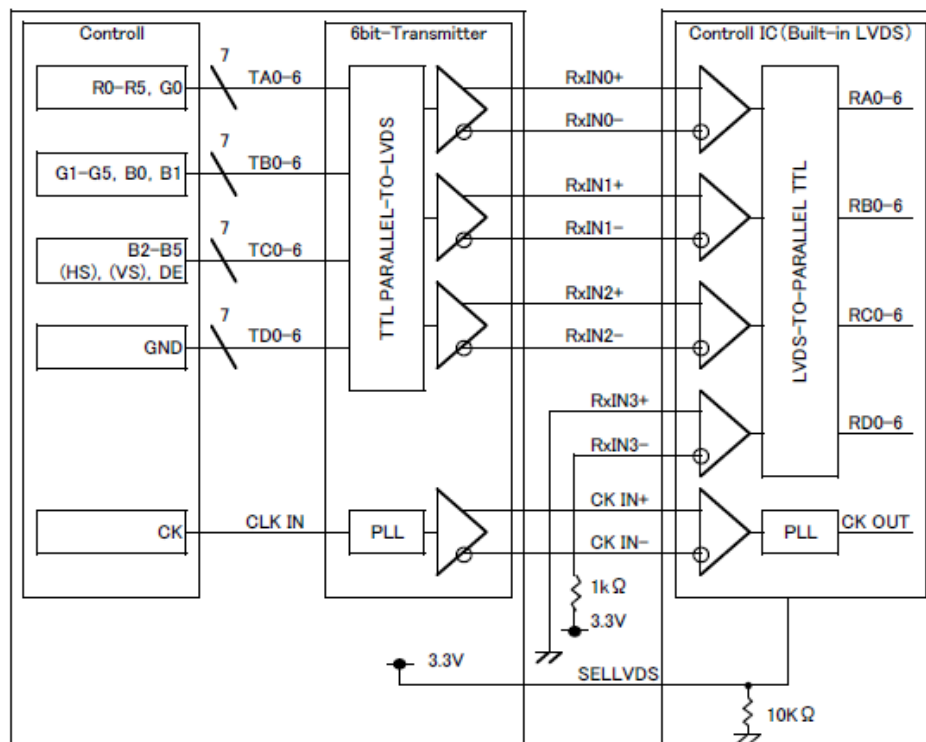 Controll
6bit-Transmitter
Controll IC(Built-in LVDS)
R0-R5, G0
7
TA0-6
RxIN0+
RxIN0-
RA0-6
G1-G5, B0, B1
7
TB0-6
RxIN1+
RxIN1-
RB0-6
B2-B5
(HS), (VS), DE
7
TC0-6
RxIN2+
RxIN2-
RC0-6
GND
7
TD0-6
TTL PARALLEL-TO-LVDS
LVDS-TO-PARALLEL TTL
RxIN3+
RxIN3-
RD0-6
CK
CLK IN
PLL
CK IN+
CK IN-
PLL
CK OUT
1kΩ
3.3V
3.3V
SELLVDS
10KΩ